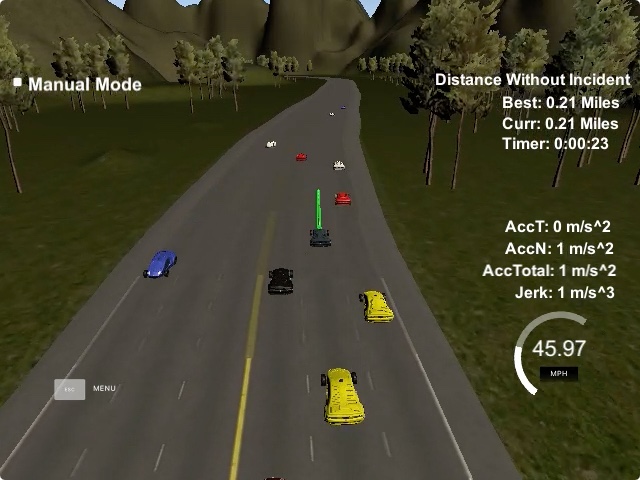 Manual Mode
Distance Without Incident
Best: 0.21 Miles
Curr: 0.21 Miles
Timer: 0:00:23
AccT: 0 m/s^2
AccN: 1 m/s^2
AccTotal: 1 m/s^2
Jerk: 1 m/s^3
45.97
MPH
ESC MENU